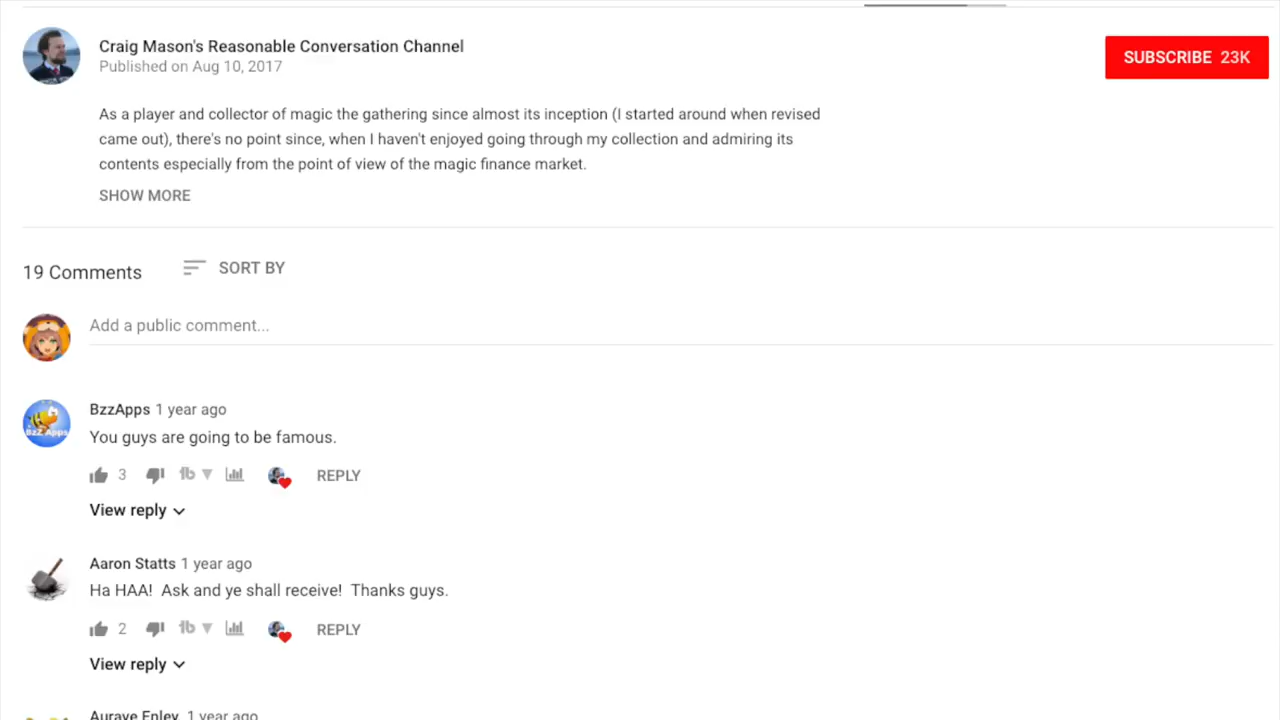 Craig Mason's Reasonable Conversation Channel
Published on Aug 10, 2017
SUBSCRIBE 23K
As a player and collector of magic the gathering since almost its inception (I started around when revised
came out), there's no point since, when I haven't enjoyed going through my collection and admiring its
contents especially from the point of view of the magic finance market.
SHOW MORE
19 Comments
SORT BY
Add a public comment...
BzzApps 1 year ago
BzZ Apps
You guys are going to be famous.
3
REPLY
View reply
Aaron Statts 1 year ago
Ha HAA! Ask and ye shall receive! Thanks guys.
2
REPLY
View reply
1 year ago